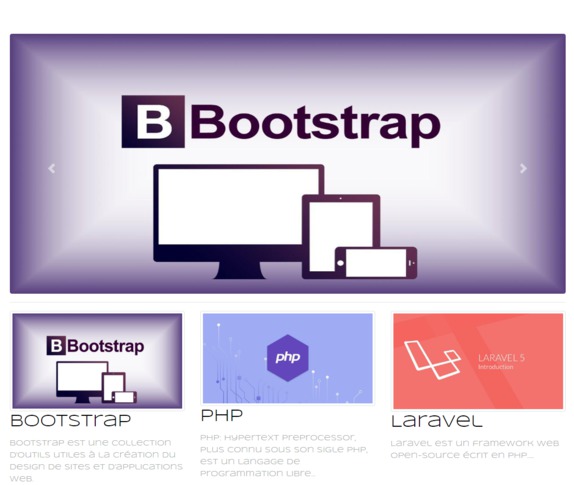 B Bootstrap
B Bootstrap
php
LARAVEL 5
Introduction
Bootstrap
PHP
Laravel
Bootstrap est une collection
d'outils utiles à la création du
design de sites et d'applications
web.
PHP: Hypertext Preprocessor,
plus connu sous son sigle PHP,
est un langage de
programmation libre...
Laravel est un framework web
open-source écrit en PHP...